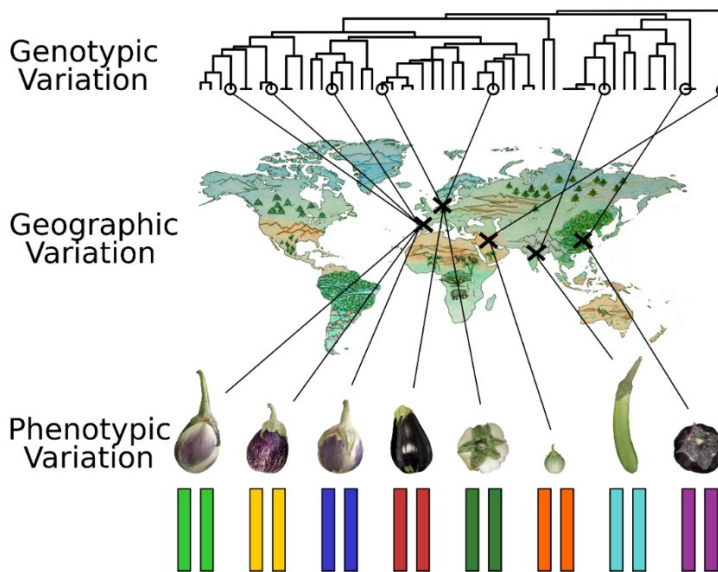 Genotypic
Variation
Geographic
Variation
Phenotypic
Variation